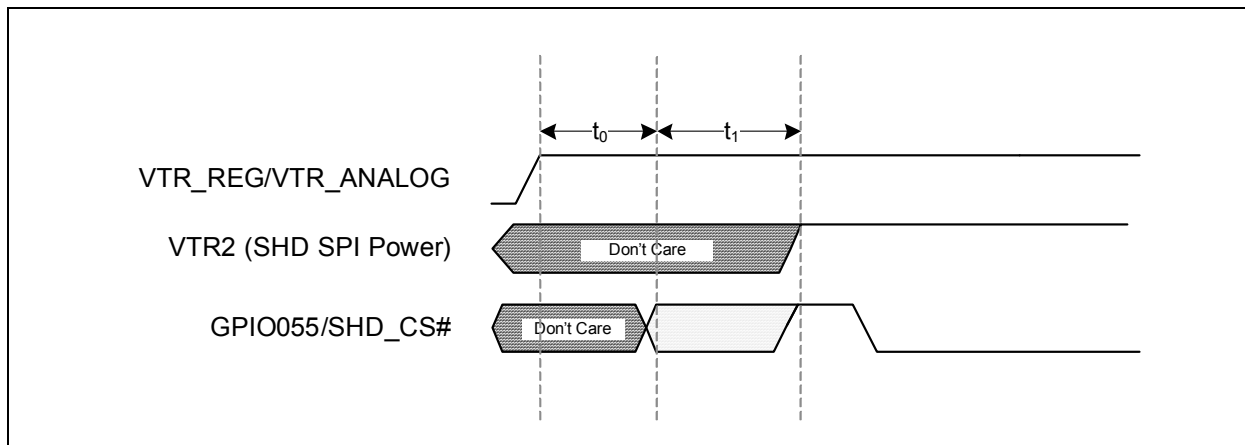 t0 t1
VTR_REG/VTR_ANALOG
VTR2 (SHD SPI Power) Don't Care
GPIO055/SHD_CS# Don't Care